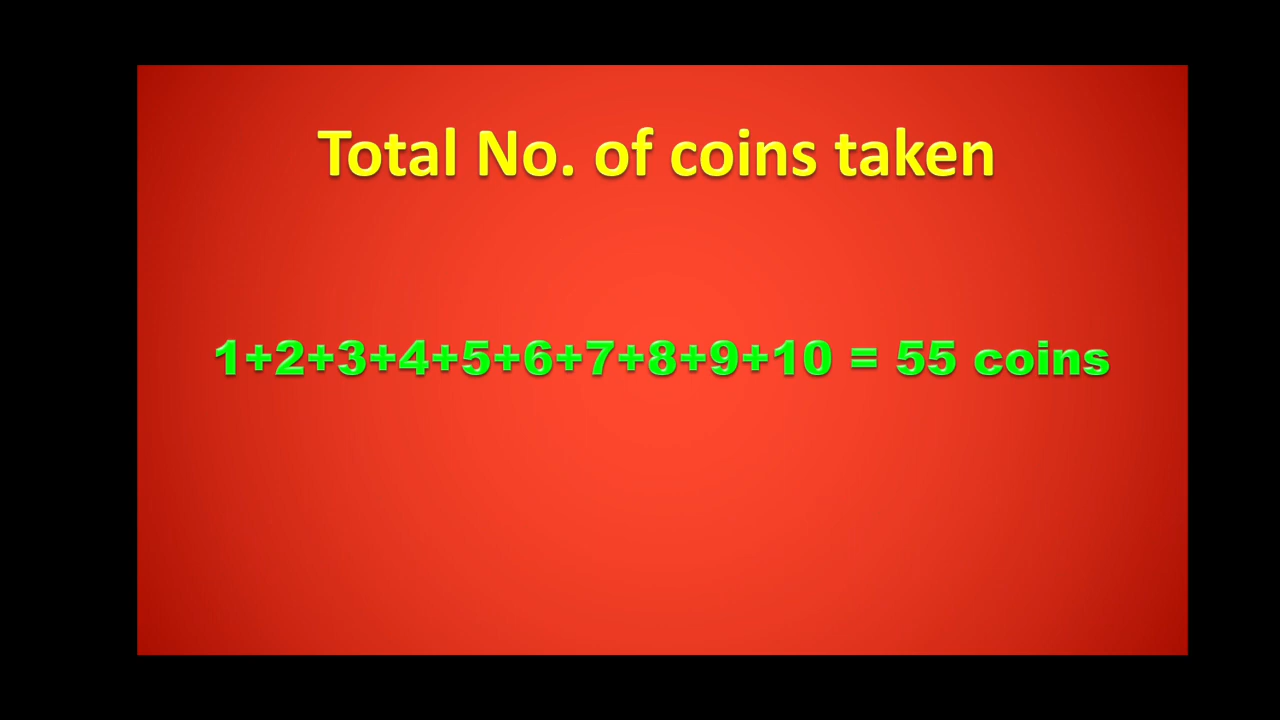 Total No. of coins taken
1+2+3+4+5+6+7+8+9+10 = 55 coins